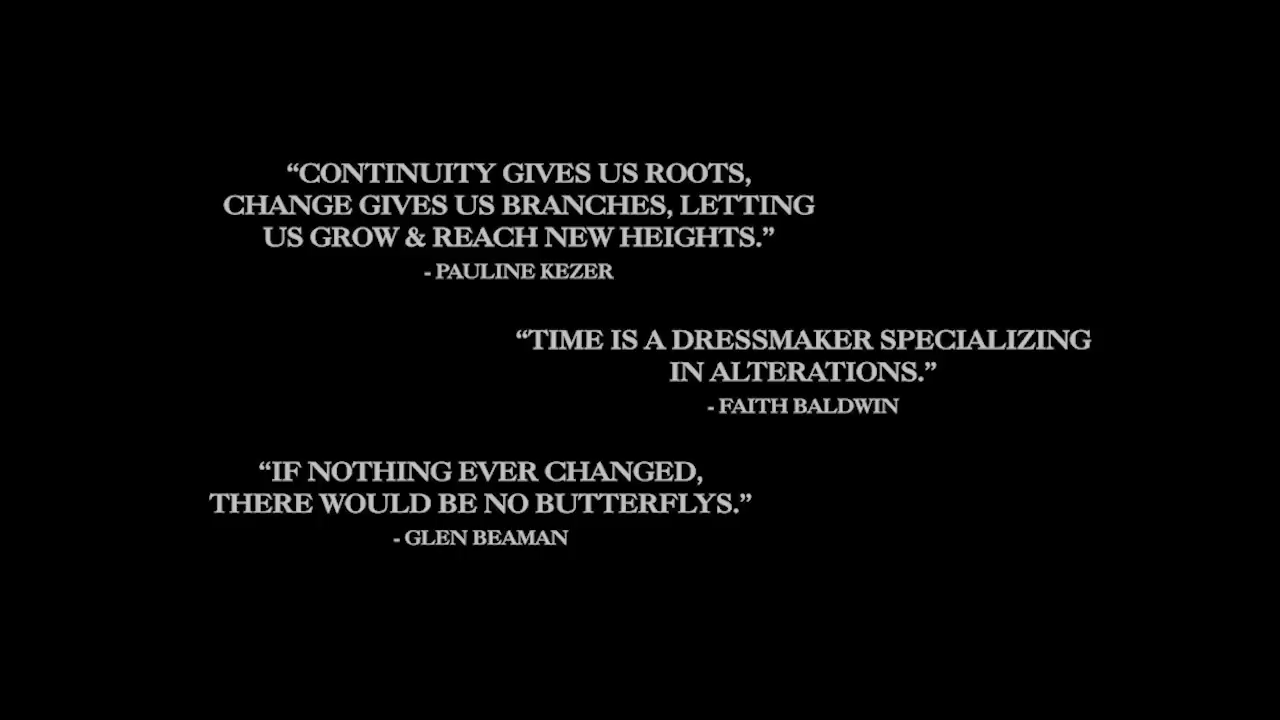 “CONTINUITY GIVES US ROOTS,
CHANGE GIVES US BRANCHES, LETTING
US GROW & REACH NEW HEIGHTS.”
- PAULINE KEZER
“TIME IS A DRESSMAKER SPECIALIZING
IN ALTERATIONS.”
- FAITH BALDWIN
“IF NOTHING EVER CHANGED,
THERE WOULD BE NO BUTTERFLYS.”
- GLEN BEAMAN